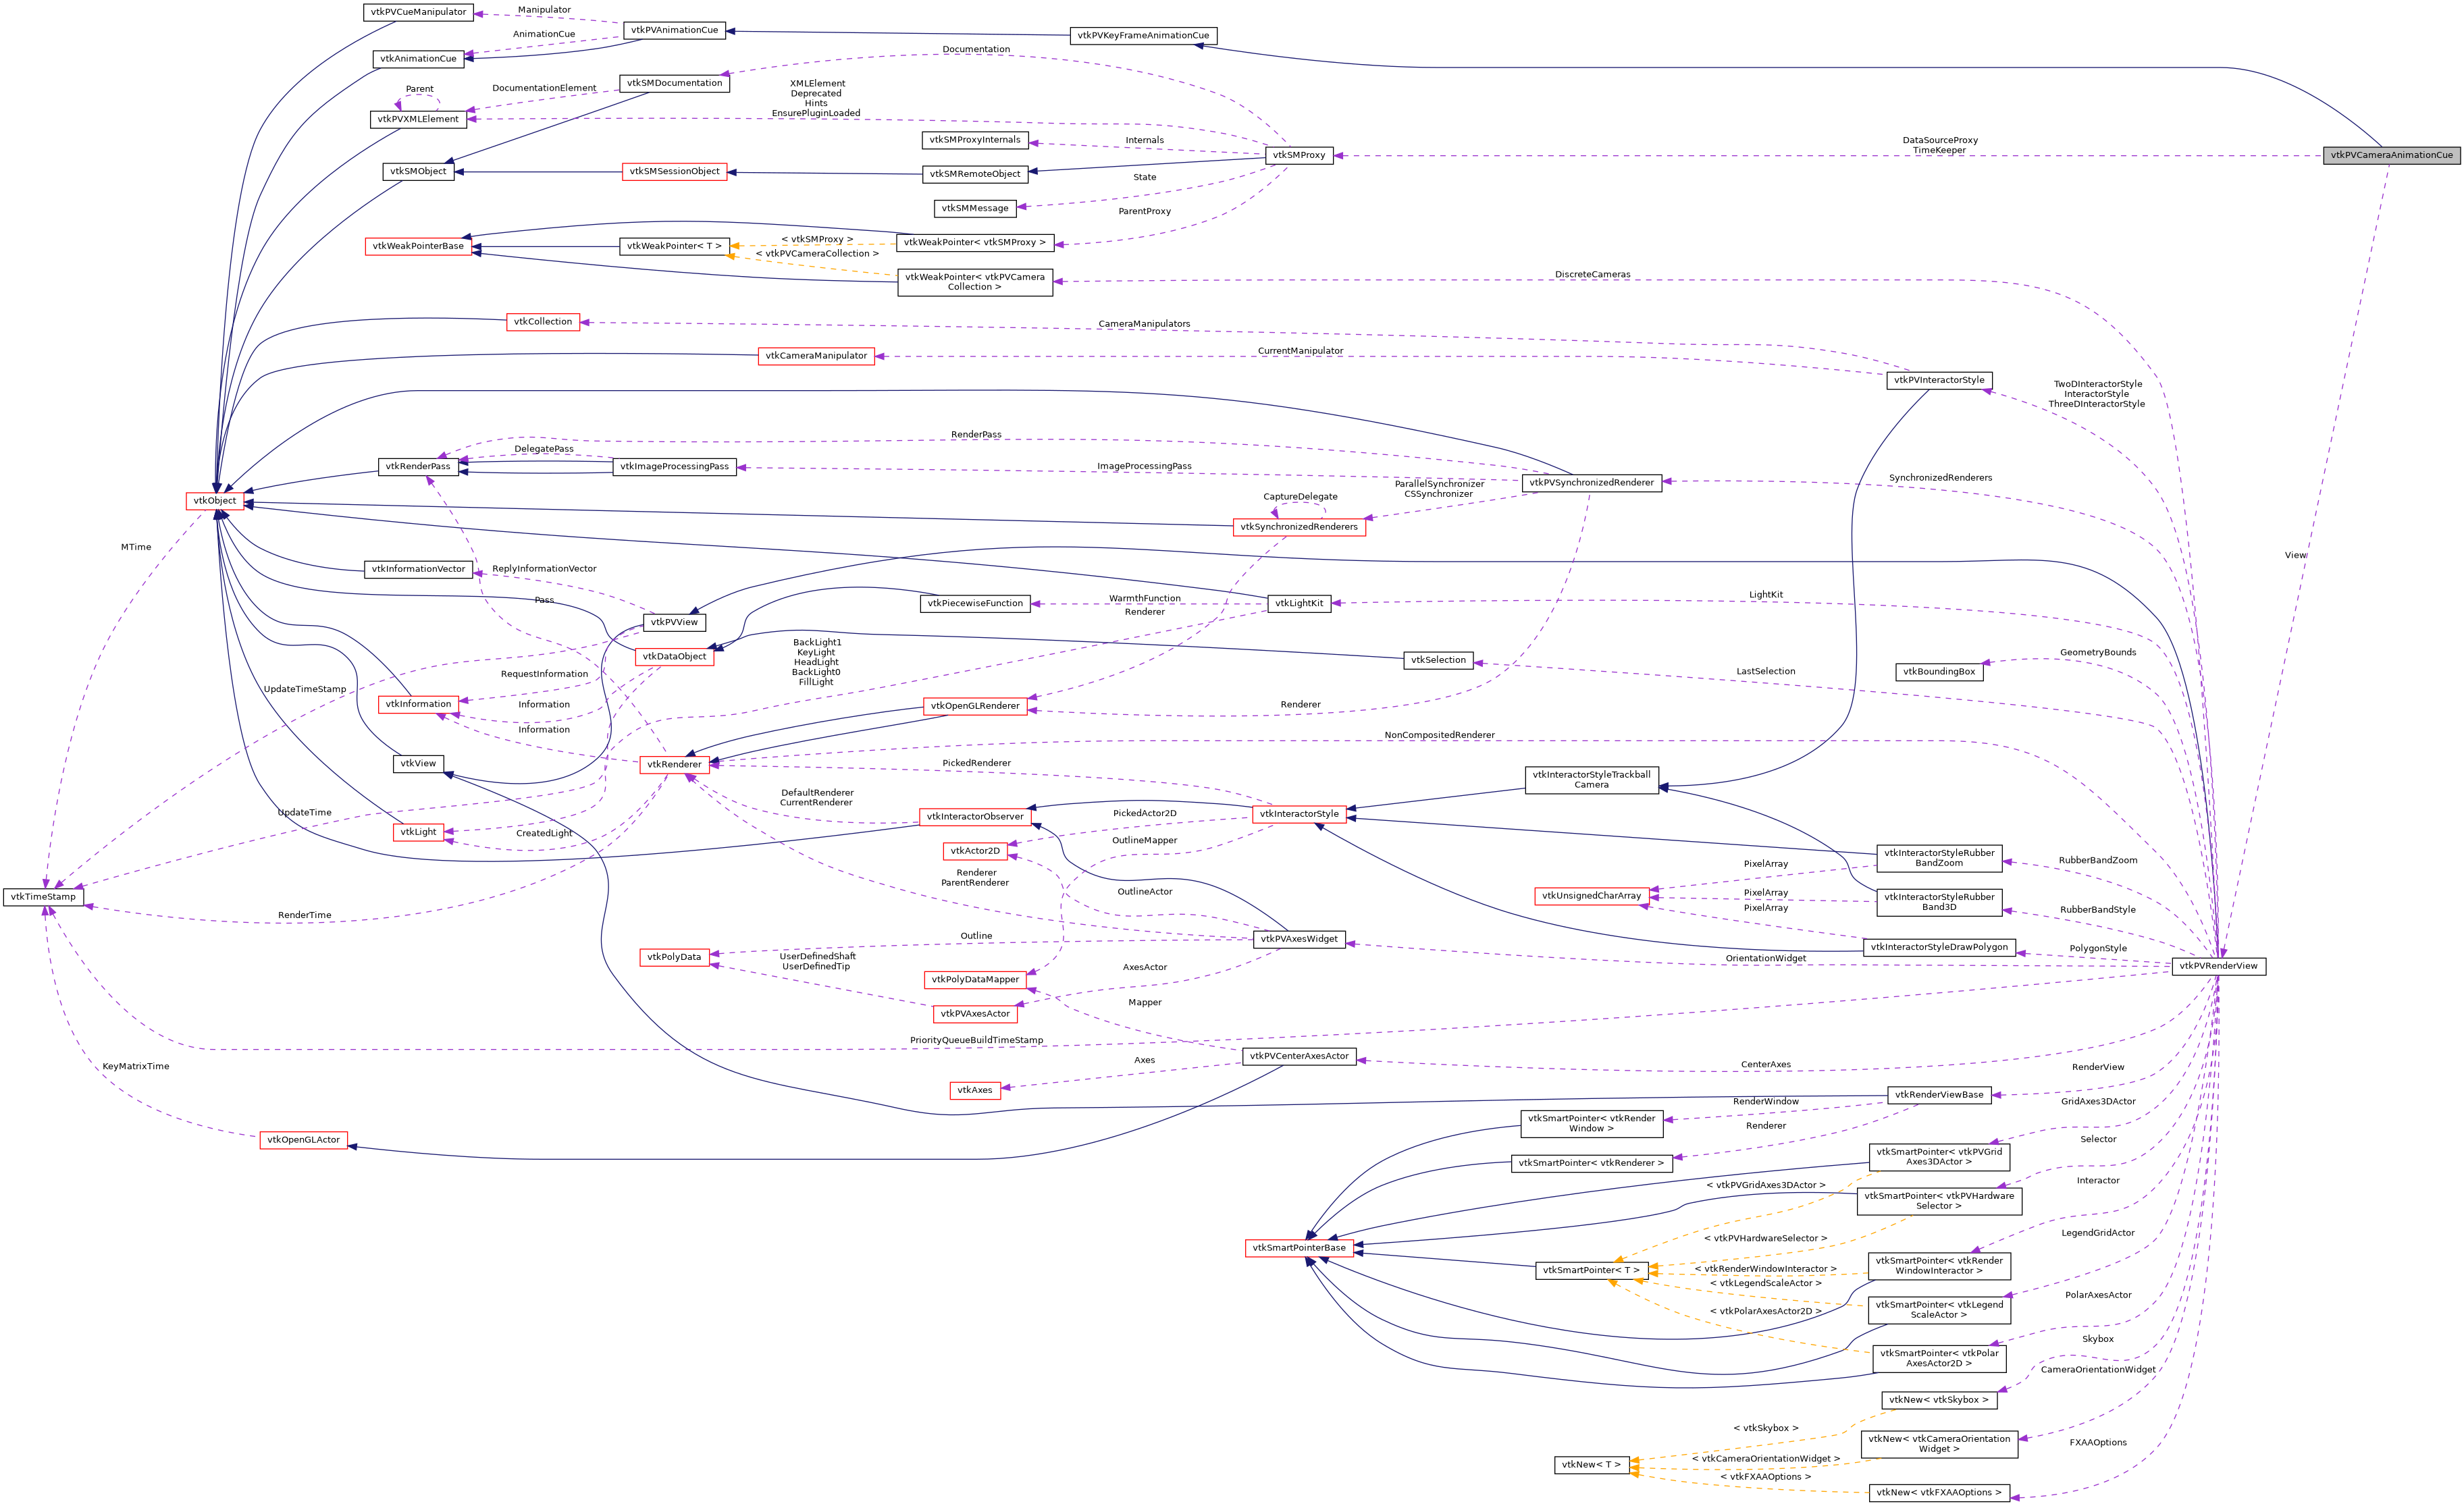 vtkPVCueManipulator
Manipulator
vtkPVAnimationCue
AnimationCue
vtkPVKeyFrameAnimationCue
vtkAnimationCue
Documentation
vtkSMDocumentation
DocumentationElement
XMLElement
Deprecated
Hints
EnsurePluginLoaded
Parent
vtkPVXMLElement
vtkSMProxyInternals
Internals
vtkSMProxy
DataSourceProxy
TimeKeeper
vtkPVCameraAnimationCue
vtkSMObject
vtkSMSessionObject
vtkSMRemoteObject
State
vtkSMMessage
ParentProxy
vtkWeakPointerBase
vtkWeakPointer< T >
< vtkSMProxy >
vtkWeakPointer< vtkSMProxy >
< vtkPVCameraCollection >
vtkWeakPointer< vtkPVCamera
Collection >
DiscreteCameras
vtkCollection
CameraManipulators
vtkCameraManipulator
CurrentManipulator
vtkPVInteractorStyle
TwoDInteractorStyle
InteractorStyle
ThreeDInteractorStyle
RenderPass
DelegatePass
vtkRenderPass
vtkImageProcessingPass
ImageProcessingPass
vtkPVSynchronizedRenderer
SynchronizedRenderers
ParallelSynchronizer
CSSynchronizer
vtkObject
CaptureDelegate
vtkSynchronizedRenderers
MTime
View
vtkInformationVector
ReplyInformationVector
Pass
vtkPVView
vtkPiecewiseFunction
WarmthFunction
Renderer
vtkLightKit
LightKit
BackLight1
KeyLight
HeadLight
BackLight0
FillLight
vtkDataObject
vtkSelection
LastSelection
GeometryBounds
vtkBoundingBox
UpdateTimeStamp
RequestInformation
vtkInformation
Information
Information
vtkOpenGLRenderer
Renderer
NonCompositedRenderer
vtkView
vtkRenderer
PickedRenderer
DefaultRenderer
CurrentRenderer
vtkInteractorStyleTrackball
Camera
UpdateTime
vtkLight
CreatedLight
vtkInteractorObserver
PickedActor2D
vtkInteractorStyle
OutlineMapper
vtkActor2D
vtkInteractorStyleRubber
BandZoom
RubberBandZoom
PixelArray
Renderer
ParentRenderer
OutlineActor
vtkTimeStamp
RenderTime
vtkUnsignedCharArray
PixelArray
PixelArray
vtkInteractorStyleRubber
Band3D
RubberBandStyle
Outline
vtkPVAxesWidget
vtkInteractorStyleDrawPolygon
PolygonStyle
OrientationWidget
vtkPVRenderView
vtkPolyData
UserDefinedShaft
UserDefinedTip
AxesActor
vtkPolyDataMapper
vtkPVAxesActor
Mapper
PriorityQueueBuildTimeStamp
KeyMatrixTime
vtkPVCenterAxesActor
Axes
CenterAxes
RenderView
vtkAxes
vtkRenderViewBase
RenderWindow
GridAxes3DActor
vtkSmartPointer< vtkRender
Window >
Renderer
vtkOpenGLActor
Selector
vtkSmartPointer< vtkRenderer >
vtkSmartPointer< vtkPVGrid
Axes3DActor >
< vtkPVGridAxes3DActor >
Interactor
vtkSmartPointer< vtkPVHardware
Selector >
LegendGridActor
< vtkPVHardwareSelector >
vtkSmartPointerBase
vtkSmartPointer< T >
< vtkRenderWindowInteractor >
vtkSmartPointer< vtkRender
WindowInteractor >
< vtkLegendScaleActor >
PolarAxesActor
vtkSmartPointer< vtkLegend
ScaleActor >
< vtkPolarAxesActor2D >
Skybox
vtkSmartPointer< vtkPolar
AxesActor2D >
CameraOrientationWidget
vtkNew< vtkSkybox >
< vtkSkybox >
vtkNew< vtkCameraOrientation
Widget >
FXAAOptions
vtkNew< T >
< vtkCameraOrientationWidget >
< vtkFXAAOptions >
vtkNew< vtkFXAAOptions >